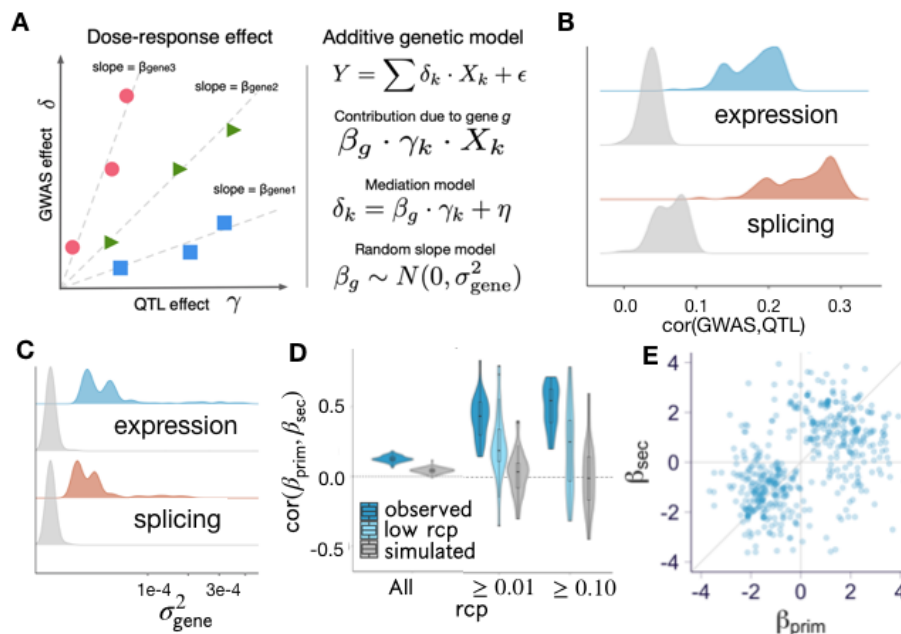 A
Dose-response effect
slope = βgene3
slope = βgene2
slope = βgene1
GWAS effect δ
QTL effect γ
Additive genetic model
Y = ∑ δk · Xk + ϵ
Contribution due to gene g
βg · γk · Xk
Mediation model
δk = βg · γk + η
Random slope model
βg ∼ N(0, σ²gene)
B
expression
splicing
0.0 0.1 0.2 0.3
cor(GWAS,QTL)
C
expression
splicing
1e-4 3e-4
σ²gene
D
cor(βprim, βsec)
0.5
0.0
-0.5
observed
low rcp
simulated
All ≥ 0.01 ≥ 0.10
rcp
E
βsec
4
2
0
-2
-4
-4 -2 0 2 4
βprim